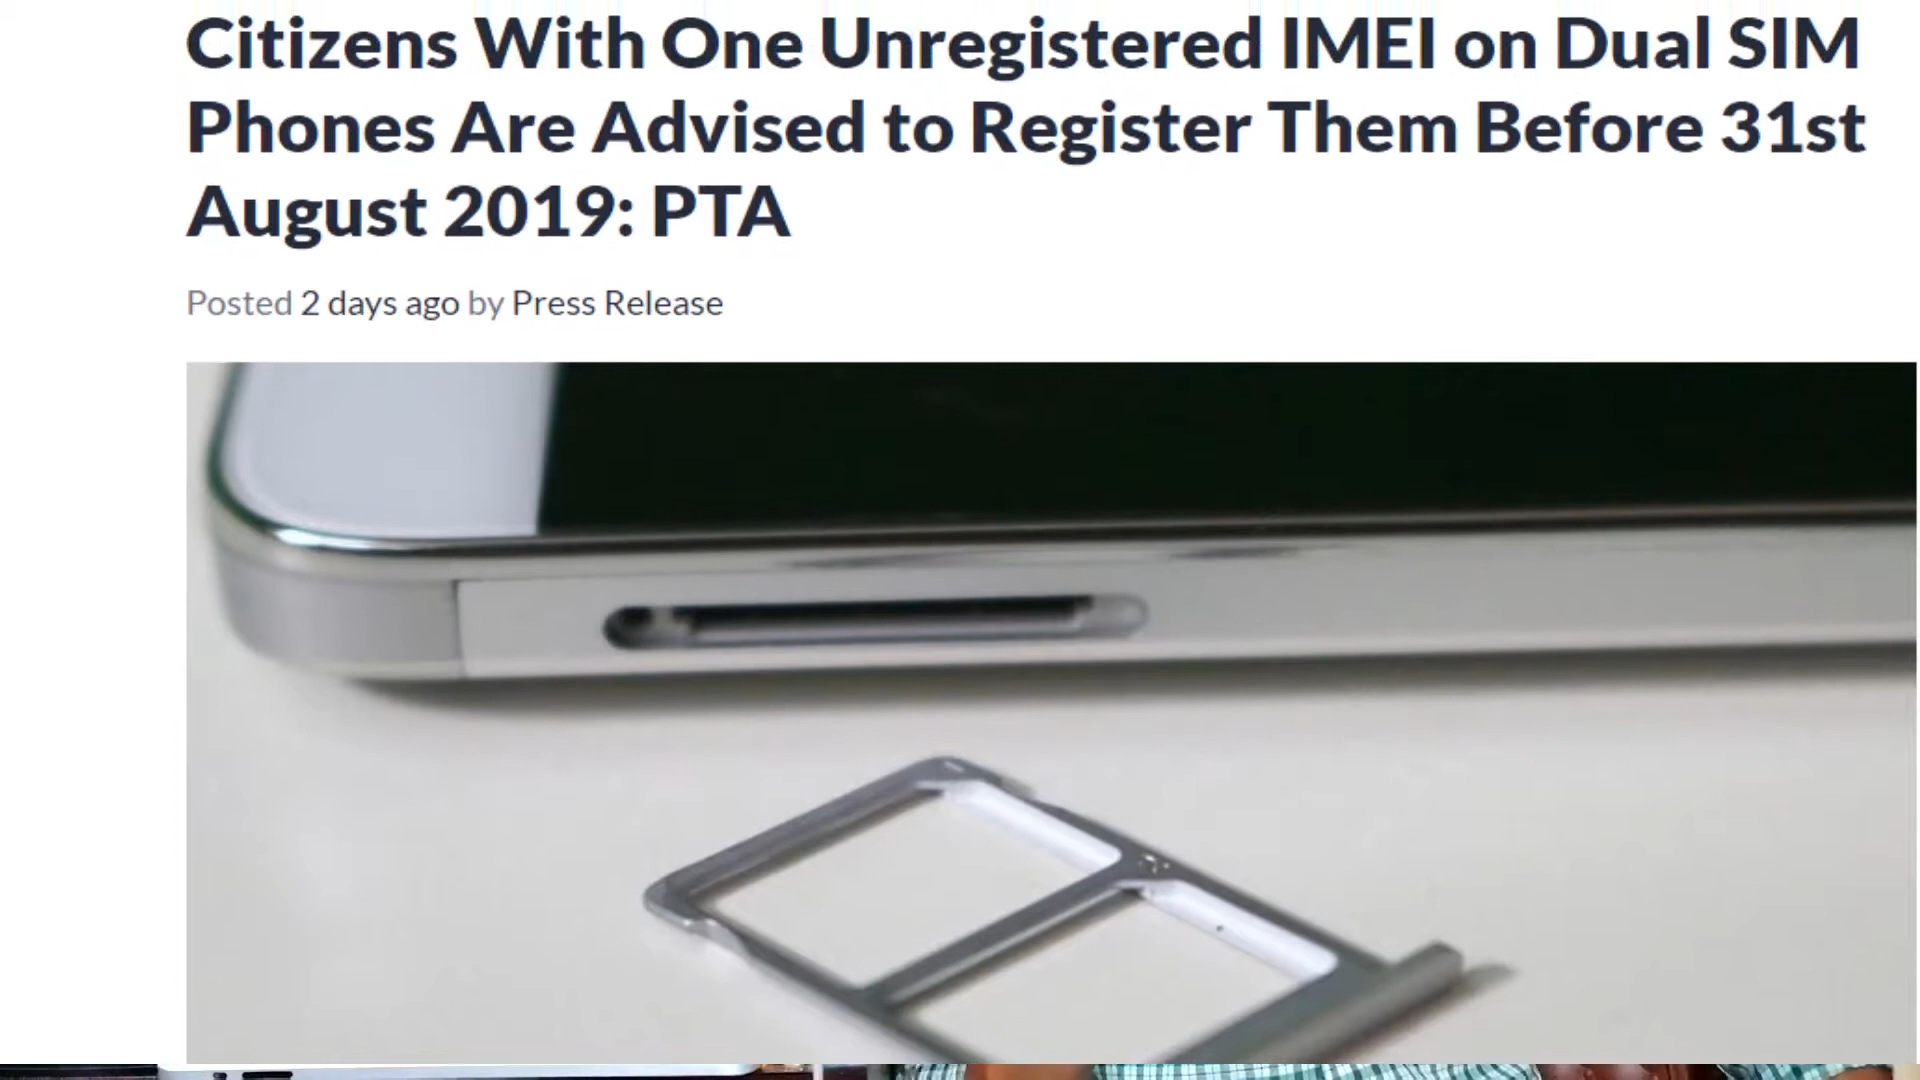 Citizens With One Unregistered IMEI on Dual SIM
Phones Are Advised to Register Them Before 31st
August 2019: PTA
Posted 2 days ago by Press Release